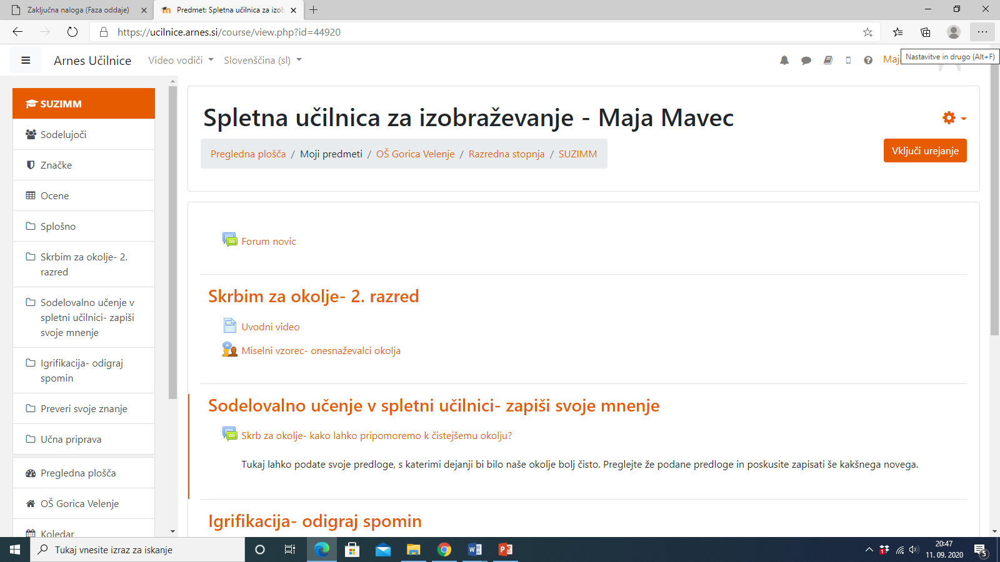 Zaključna naloga (Faza oddaje)
Predmet: Spletna učilnica za izob
https://ucilnice.arnes.si/course/view.php?id=44920
Nastavitve in drugo (Alt+F)
Arnes Učilnice
Video vodiči
Slovenščina (sl)
SUZIMM
Sodelujoči
Značke
Ocene
Splošno
Skrbim za okolje- 2.
razred
Sodelovalno učenje v
spletni učilnici- zapiši
svoje mnenje
Igrifikacija- odigraj
spomin
Preveri svoje znanje
Učna priprava
Pregledna plošča
OŠ Gorica Velenje
Koledar
Spletna učilnica za izobraževanje - Maja Mavec
Pregledna plošča / Moji predmeti / OŠ Gorica Velenje / Razredna stopnja / SUZIMM
Vključi urejanje
Forum novic
Skrbim za okolje- 2. razred
Uvodni video
Miselni vzorec- onesnaževalci okolja
Sodelovalno učenje v spletni učilnici- zapiši svoje mnenje
Skrb za okolje- kako lahko pripomoremo k čistejšemu okolju?
Tukaj lahko podate svoje predloge, s katerimi dejanji bi bilo naše okolje bolj čisto. Preglejte že podane predloge in poskusite zapisati še kakšnega novega.
Igrifikacija- odigraj spomin
Tukaj vnesite izraz za iskanje
20:47
11. 09. 2020
5